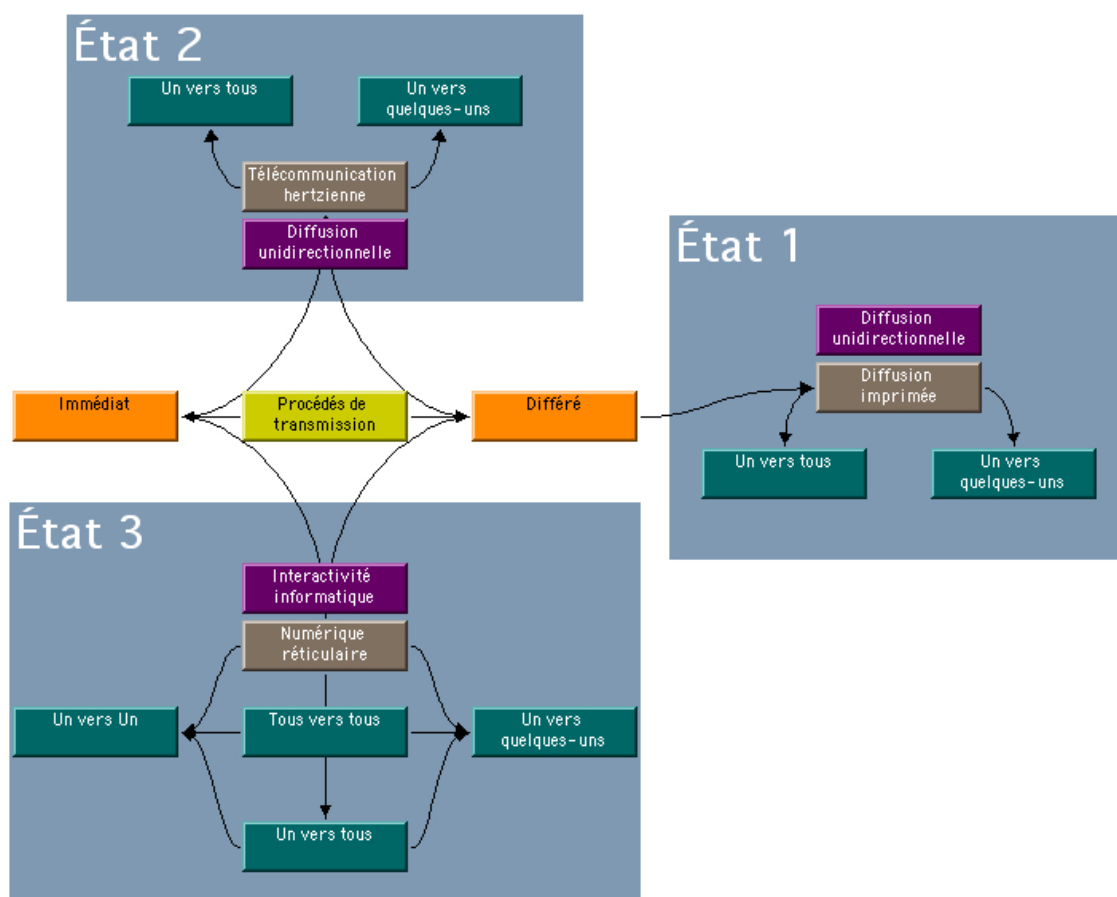 État 2
Un vers tous
Un vers
quelques-uns
Télécommunication
hertzienne
Diffusion
unidirectionnelle
État 1
Diffusion
unidirectionnelle
Diffusion
imprimée
Un vers tous
Un vers
quelques-uns
Immédiat
Procédés de
transmission
Différé
État 3
Interactivité
informatique
Numérique
réticulaire
Un vers Un
Tous vers tous
Un vers
quelques-uns
Un vers tous